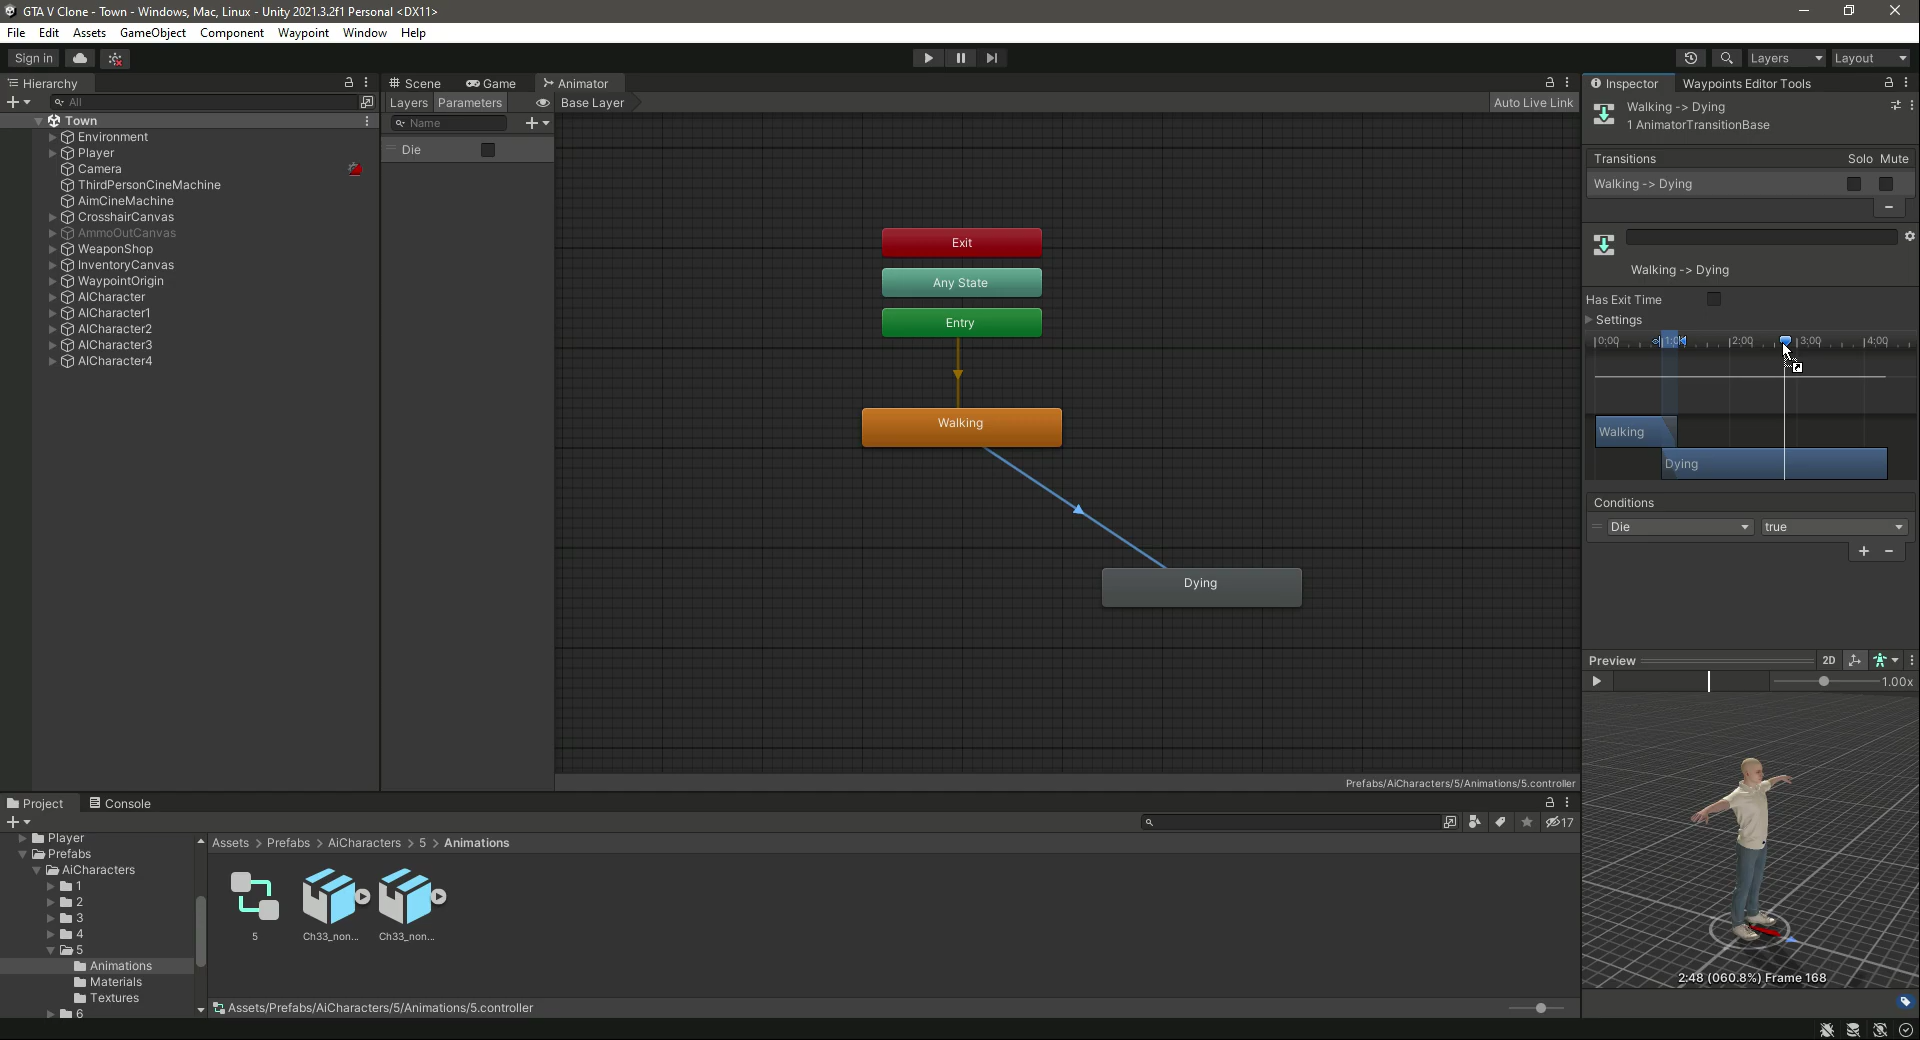 GTA V Clone - Town - Windows, Mac, Linux - Unity 2021.3.2f1 Personal <DX11>
File Edit Assets GameObject Component Waypoint Window Help
Sign in
Layers Layout
Hierarchy
All
Town
Environment
Player
Camera
ThirdPersonCineMachine
AimCineMachine
CrosshairCanvas
AmmoOutCanvas
WeaponShop
InventoryCanvas
WaypointOrigin
AICharacter
AICharacter1
AICharacter2
AICharacter3
AICharacter4
Scene Game Animator
Layers Parameters Base Layer Auto Live Link
Name
Die
Exit
Any State
Entry
Walking
Dying
Prefabs/AiCharacters/5/Animations/5.controller
Inspector Waypoints Editor Tools
Walking -> Dying
1 AnimatorTransitionBase
Transitions Solo Mute
Walking -> Dying
Walking -> Dying
Has Exit Time
Settings
0:00 1:0 2:00 3:00 4:00
Walking
Dying
Conditions
Die true
Preview 2D
1.00x
2:48 (060.8%) Frame 168
Project Console
17
Player
Prefabs
AiCharacters
1
2
3
4
5
Animations
Materials
Textures
6
Assets > Prefabs > AiCharacters > 5 > Animations
5 Ch33_non... Ch33_non...
Assets/Prefabs/AiCharacters/5/Animations/5.controller